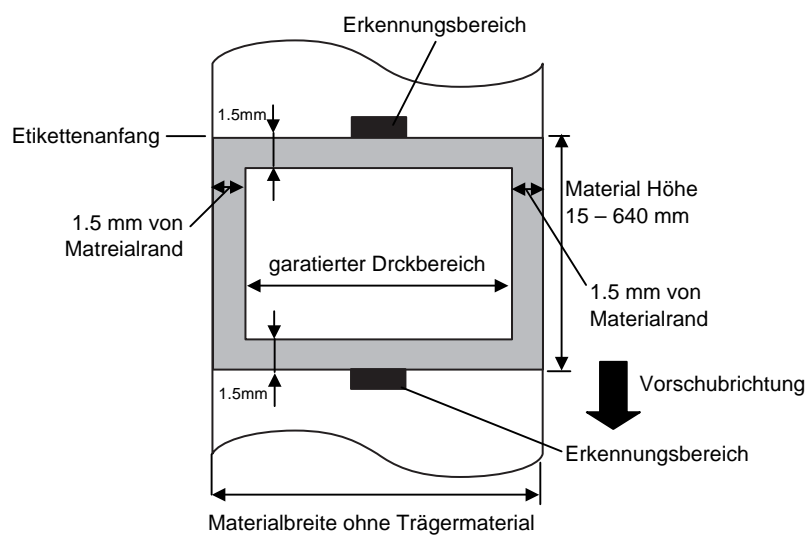 Erkennungsbereich
1.5mm
Etikettenanfang
Material Höhe
15 – 640 mm
1.5 mm von
Matreialrand
garatierter Drckbereich
1.5 mm von
Materialrand
1.5mm
Vorschubrichtung
Erkennungsbereich
Materialbreite ohne Trägermaterial